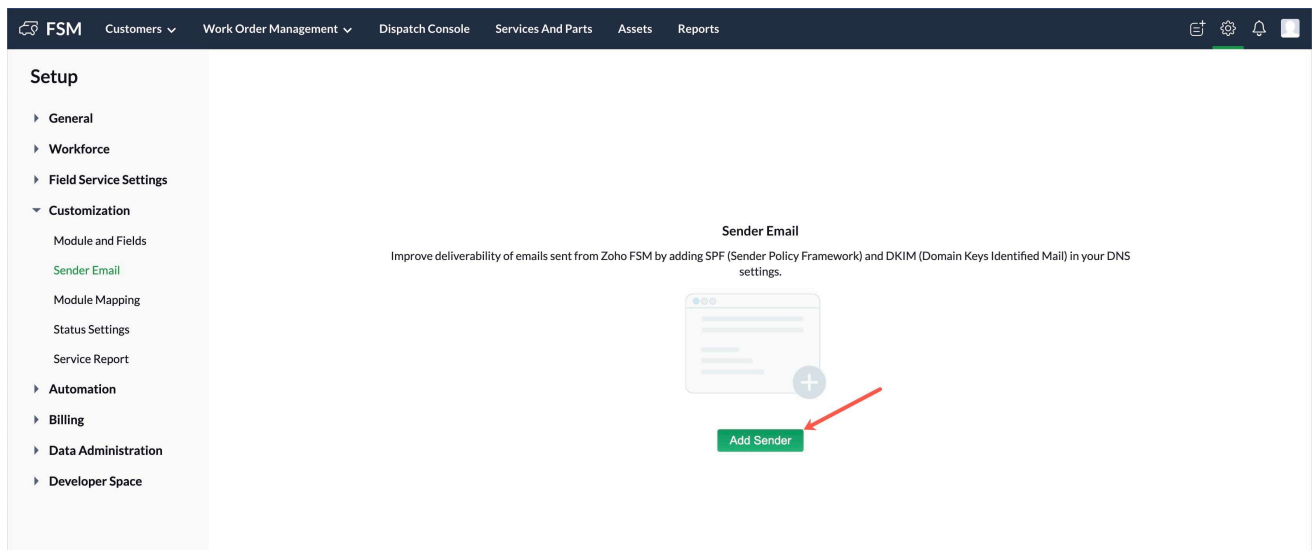 FSM Customers Work Order Management Dispatch Console Services And Parts Assets Reports
Setup
General
Workforce
Field Service Settings
Customization
Module and Fields
Sender Email
Module Mapping
Status Settings
Service Report
Automation
Billing
Data Administration
Developer Space
Sender Email
Improve deliverability of emails sent from Zoho FSM by adding SPF (Sender Policy Framework) and DKIM (Domain Keys Identified Mail) in your DNS
settings.
Add Sender